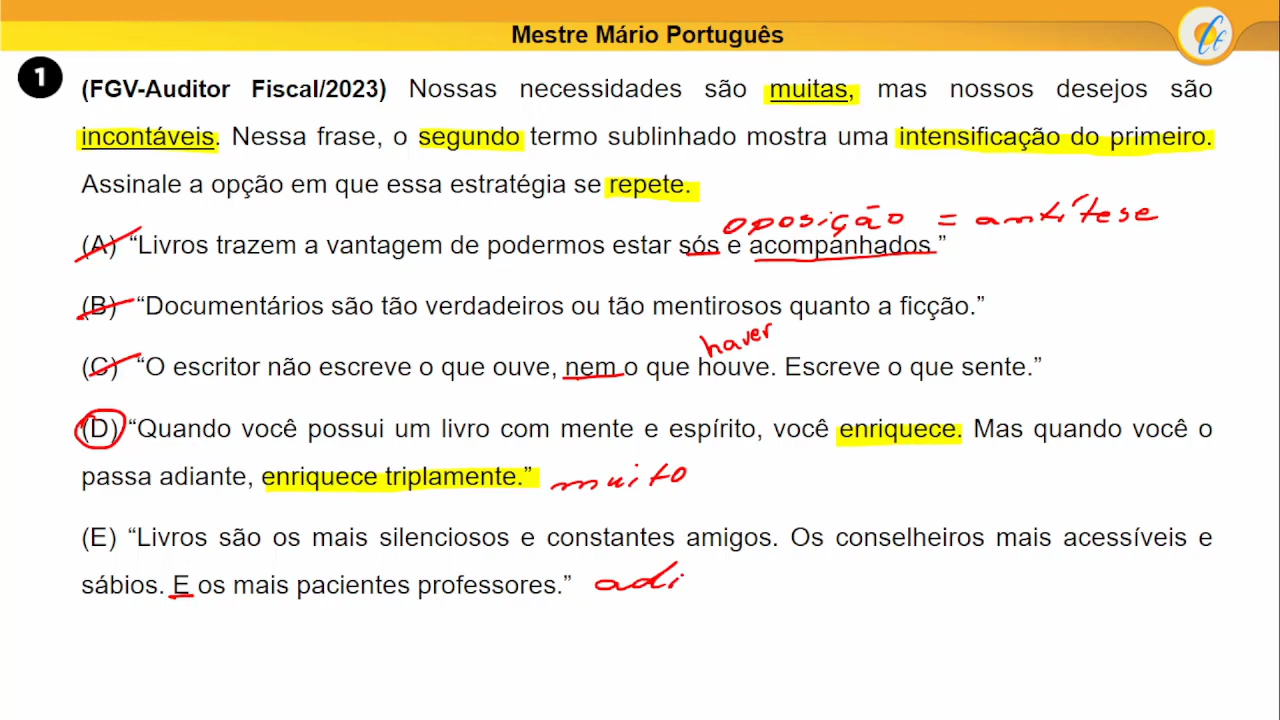 Mestre Mário Português
1
(FGV-Auditor Fiscal/2023) Nossas necessidades são muitas, mas nossos desejos são
incontáveis. Nessa frase, o segundo termo sublinhado mostra uma intensificação do primeiro.
Assinale a opção em que essa estratégia se repete.
oposição = antítese
(A) “Livros trazem a vantagem de podermos estar sós e acompanhados.”
(B) “Documentários são tão verdadeiros ou tão mentirosos quanto a ficção.”
haver
(C) “O escritor não escreve o que ouve, nem o que houve. Escreve o que sente.”
(D) “Quando você possui um livro com mente e espírito, você enriquece. Mas quando você o
passa adiante, enriquece triplamente.” muito
(E) “Livros são os mais silenciosos e constantes amigos. Os conselheiros mais acessíveis e
sábios. E os mais pacientes professores.” adi